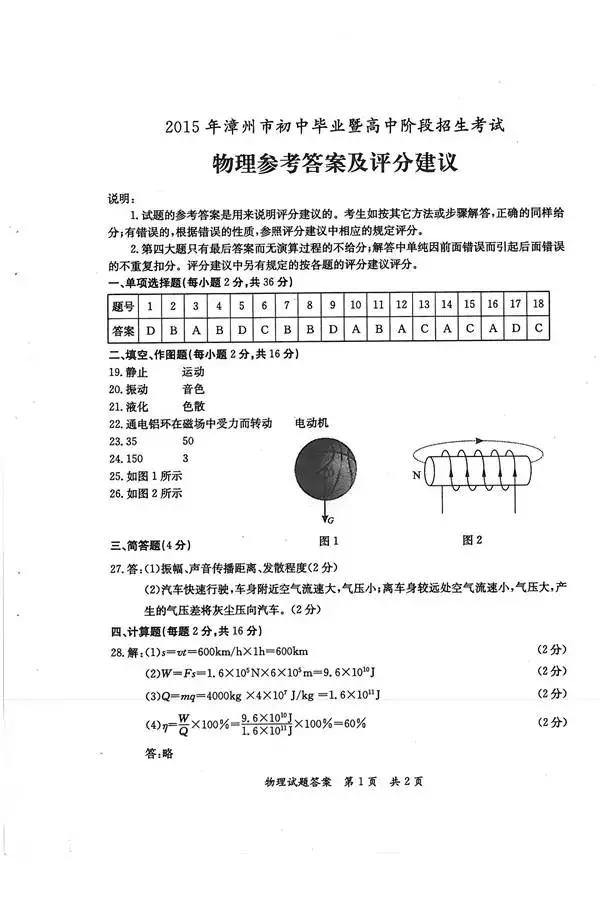 2015年漳州市初中毕业暨高中阶段招生考试
物理参考答案及评分建议
说明：
1.试题的参考答案是用来说明评分建议的。考生如按其它方法或步骤解答,正确的同样给
分;有错误的,根据错误的性质,参照评分建议中相应的规定评分。
2.第四大题只有最后答案而无演算过程的不给分;解答中单纯因前面错误而引起后面错误
的不重复扣分。评分建议中另有规定的按各题的评分建议评分。
一、单项选择题(每小题2分,共36分)
题号 1 2 3 4 5 6 7 8 9 10 11 12 13 14 15 16 17 18
答案 D B A B D C B B D A B A C A C A D C
二、填空、作图题(每小题2分,共16分)
19.静止 运动
20.振动 音色
21.液化 色散
22.通电铝环在磁场中受力而转动 电动机
23.35 50
24.150 3
25.如图1所示
26.如图2所示
G
N
图1 图2
三、简答题(4分)
27.答:(1)振幅、声音传播距离、发散程度(2分)
(2)汽车快速行驶,车身附近空气流速大,气压小;离车身较远处空气流速小,气压大,产
生的气压差将灰尘压向汽车。(2分)
四、计算题(每题2分,共16分)
28.解:(1)s=vt=600km/h×1h=600km (2分)
(2)W=Fs=1.6×10⁵N×6×10⁵m=9.6×10¹⁰J (2分)
(3)Q=mq=4000kg×4×10⁷ J/kg=1.6×10¹¹J (2分)
(4)η=W/Q×100%=9.6×10¹⁰J/1.6×10¹¹J×100%=60% (2分)
答:略
物理试题答案 第1页 共2页